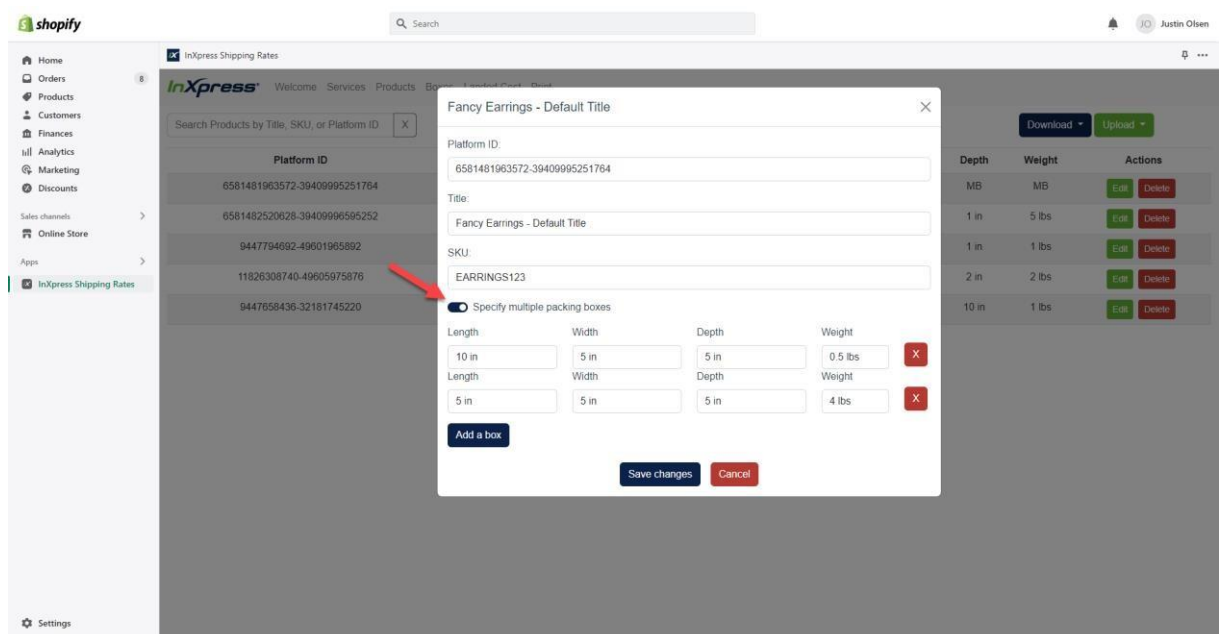 shopify
Search
JO Justin Olsen
Home
Orders 8
Products
Customers
Finances
Analytics
Marketing
Discounts
Sales channels
Online Store
Apps
InXpress Shipping Rates
Settings
InXpress Shipping Rates
InXpress Welcome Services Products Boxes Landed Cost Print
Search Products by Title, SKU, or Platform ID X
Download Upload
Platform ID Depth Weight Actions
6581481963572-39409995251764 MB MB Edit Delete
6581482520628-39409996595252 1 in 5 lbs Edit Delete
9447794692-49601965892 1 in 1 lbs Edit Delete
11826308740-49605975876 2 in 2 lbs Edit Delete
9447658436-32181745220 10 in 1 lbs Edit Delete
Fancy Earrings - Default Title
Platform ID:
6581481963572-39409995251764
Title:
Fancy Earrings - Default Title
SKU:
EARRINGS123
Specify multiple packing boxes
Length Width Depth Weight
10 in 5 in 5 in 0.5 lbs X
Length Width Depth Weight
5 in 5 in 5 in 4 lbs X
Add a box
Save changes Cancel